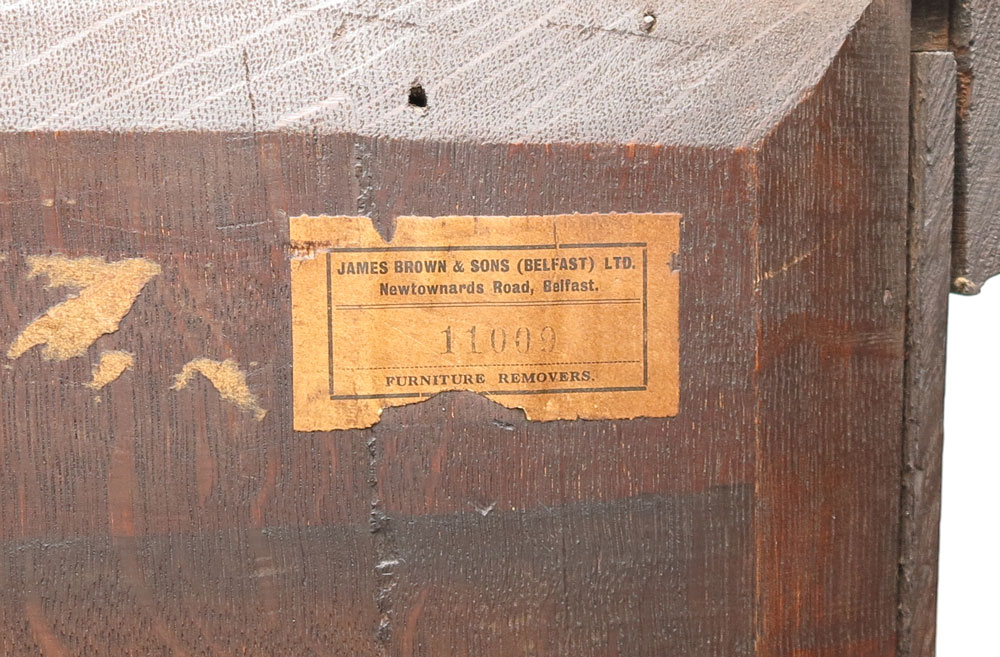 JAMES BROWN & SONS (BELFAST) LTD.
Newtownards Road, Belfast.
11009
FURNITURE REMOVERS.